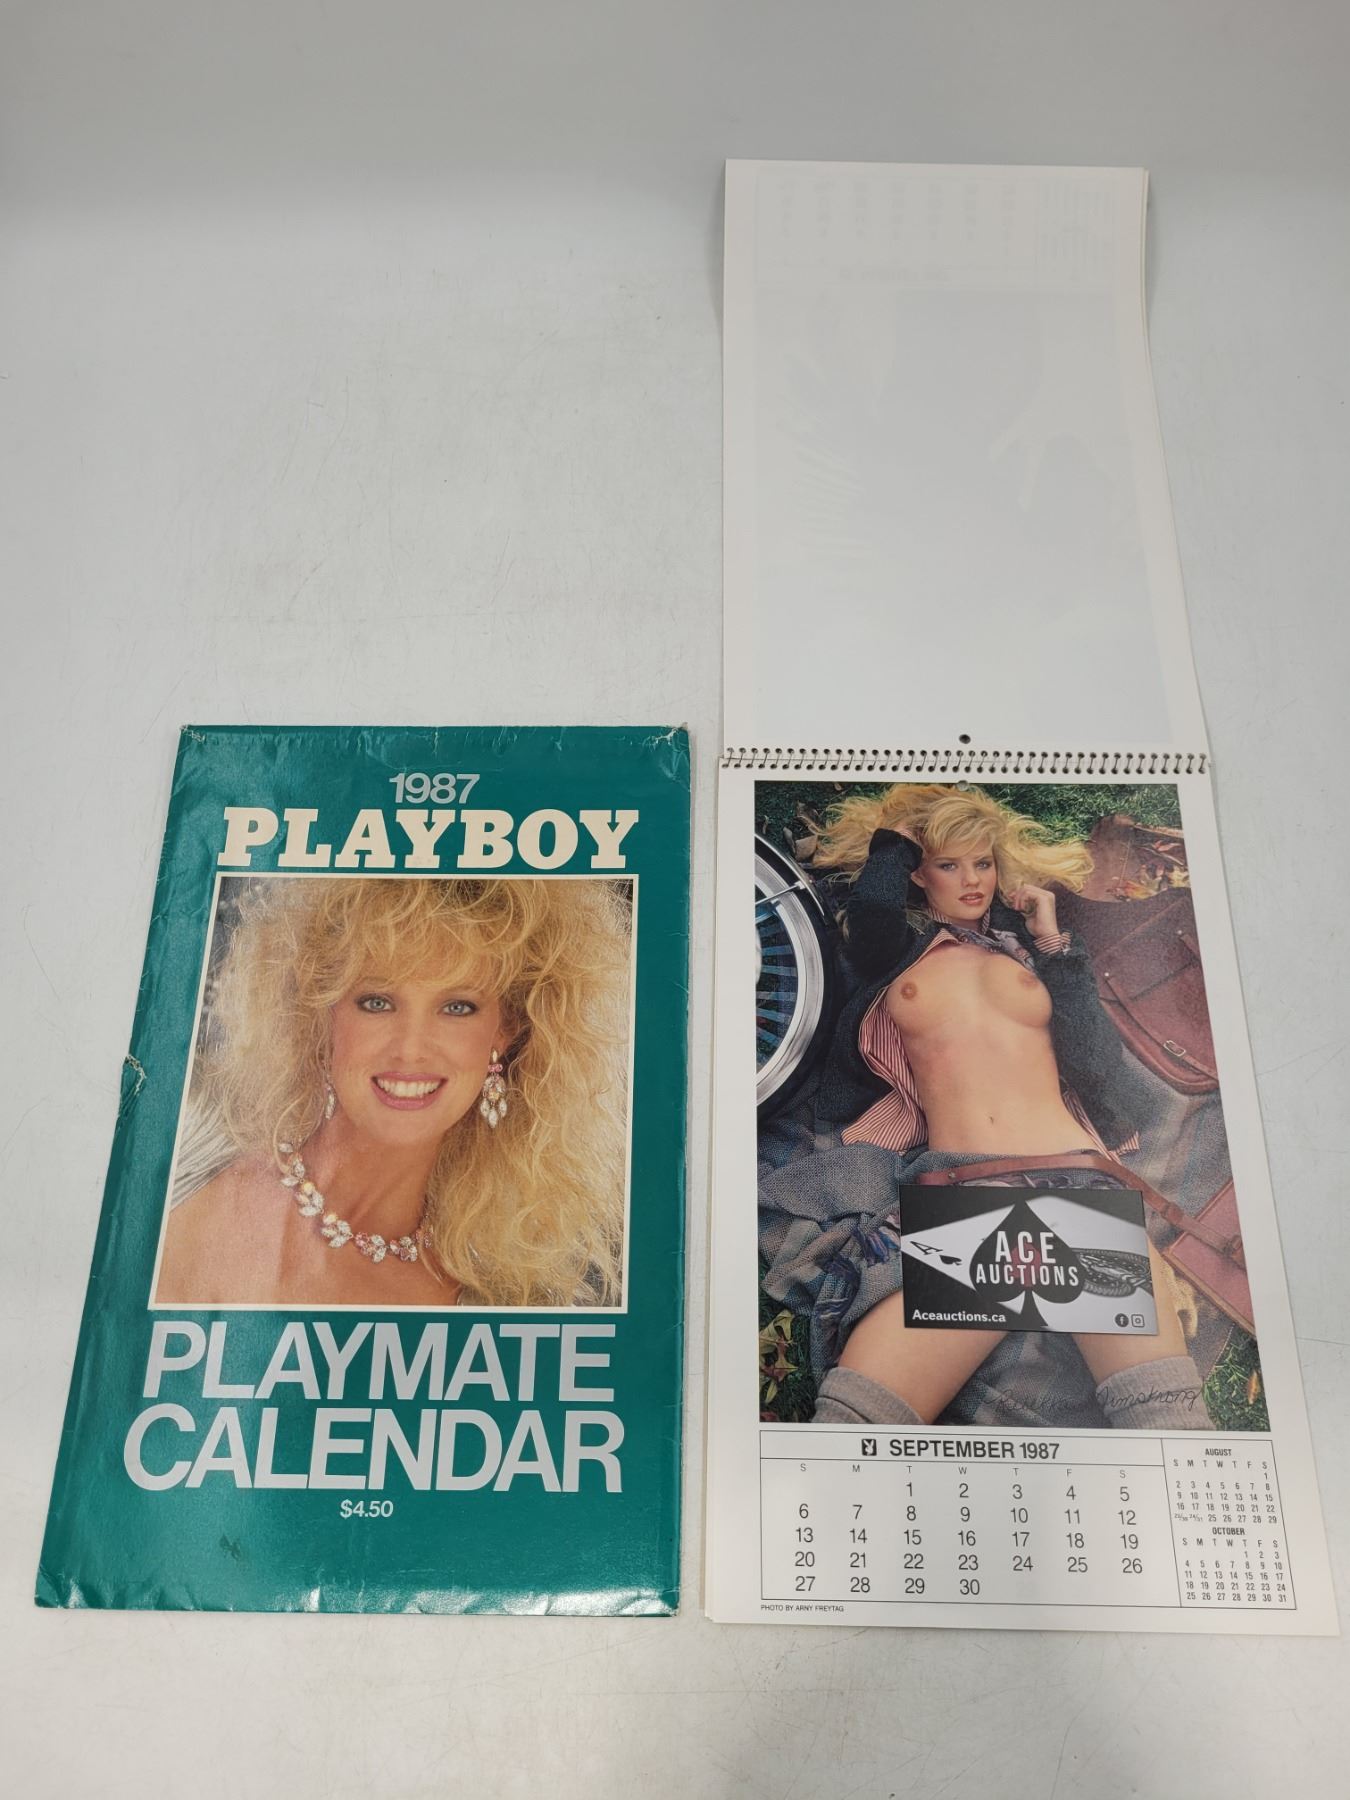 1987
PLAYBOY
PLAYMATE
CALENDAR
$4.50
ACE
AUCTIONS
Aceauctions.ca
SEPTEMBER 1987
S M T W T F S
1 2 3 4 5
6 7 8 9 10 11 12
13 14 15 16 17 18 19
20 21 22 23 24 25 26
27 28 29 30
AUGUST
S M T W T F S
1
2 3 4 5 6 7 8
9 10 11 12 13 14 15
16 17 18 19 20 21 22
23/30 24/31 25 26 27 28 29
OCTOBER
S M T W T F S
1 2 3
4 5 6 7 8 9 10
11 12 13 14 15 16 17
18 19 20 21 22 23 24
25 26 27 28 29 30 31
PHOTO BY ARNY FREYTAG